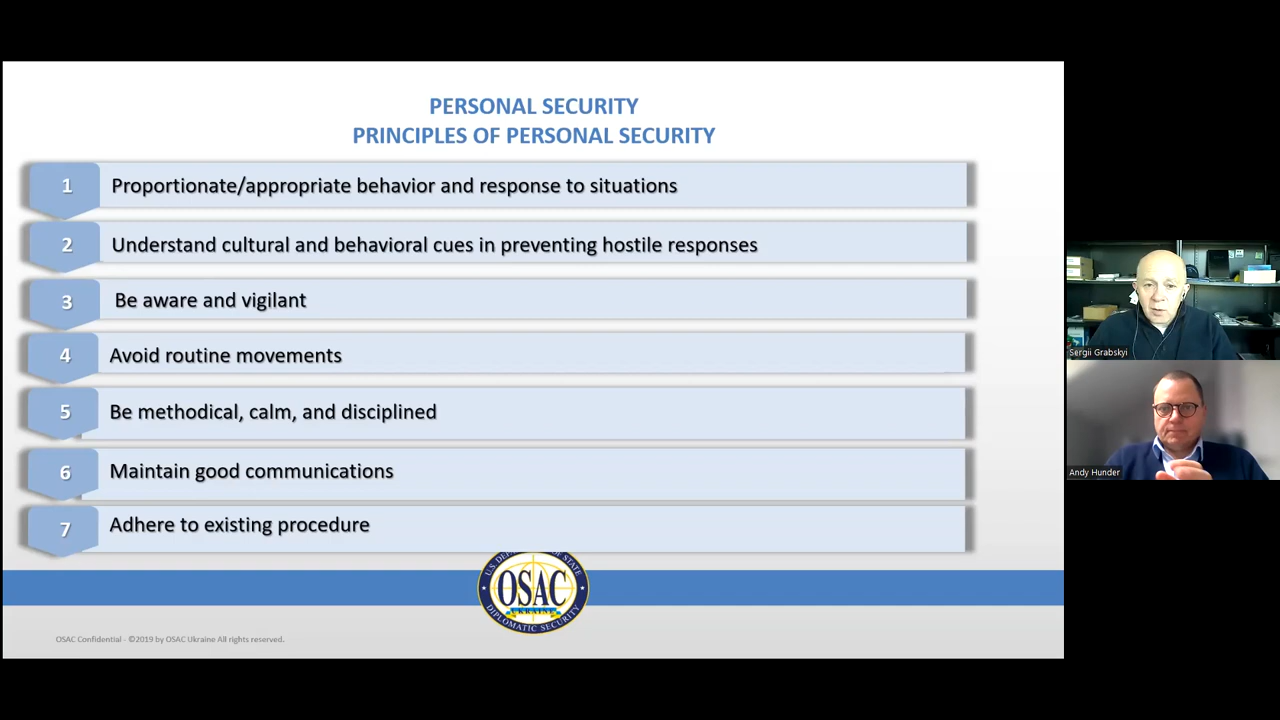 PERSONAL SECURITY
PRINCIPLES OF PERSONAL SECURITY
1
Proportionate/appropriate behavior and response to situations
2
Understand cultural and behavioral cues in preventing hostile responses
3
Be aware and vigilant
4
Avoid routine movements
5
Be methodical, calm, and disciplined
6
Maintain good communications
7
Adhere to existing procedure
OSAC
UKRAINE
DIPLOMATIC SECURITY
OSAC Confidential - ©2019 by OSAC Ukraine All rights reserved.
Sergii Grabskyi
Andy Hunder